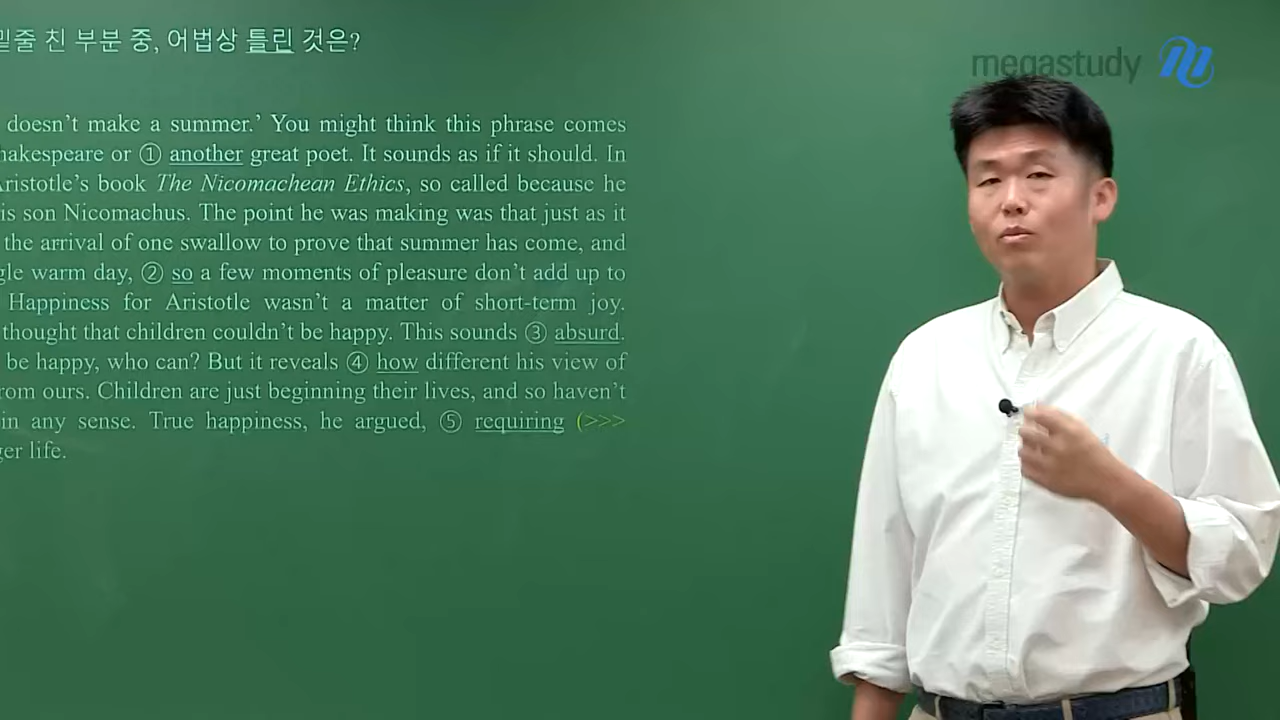 밑줄 친 부분 중, 어법상 틀린 것은?
megastudy
doesn't make a summer.' You might think this phrase comes
hakespeare or ① another great poet. It sounds as if it should. In
Aristotle's book The Nicomachean Ethics, so called because he
is son Nicomachus. The point he was making was that just as it
the arrival of one swallow to prove that summer has come, and
gle warm day, ② so a few moments of pleasure don't add up to
Happiness for Aristotle wasn't a matter of short-term joy.
thought that children couldn't be happy. This sounds ③ absurd.
be happy, who can? But it reveals ④ how different his view of
rom ours. Children are just beginning their lives, and so haven't
in any sense. True happiness, he argued, ⑤ requiring (>>>
ger life.